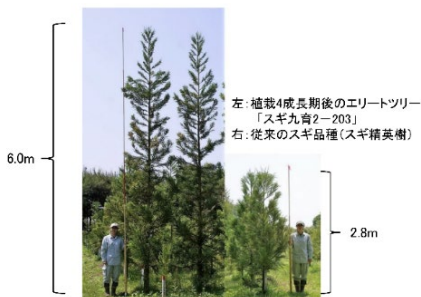 左:植栽4成長期後のエリートツリー
「スギ九育2-203」
右:従来のスギ品種(スギ精英樹)
6.0m
2.8m